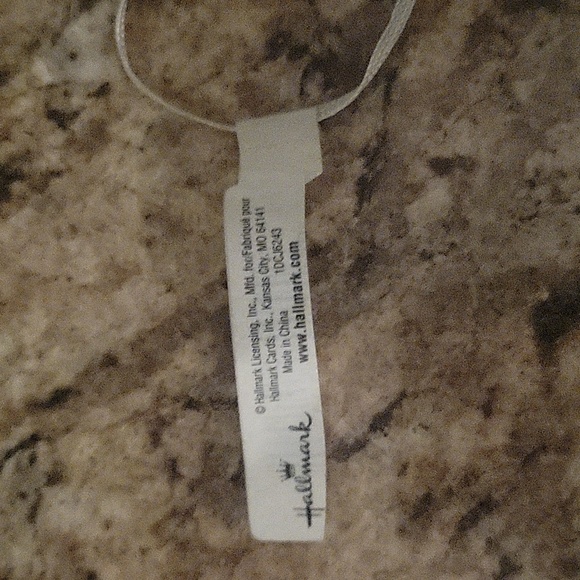 © Hallmark Licensing, Inc., Mfd. for/Fabriqué pour
Hallmark Cards, Inc., Kansas City, MO 64141
Made in China 1DCJ6243
www.hallmark.com
Hallmark